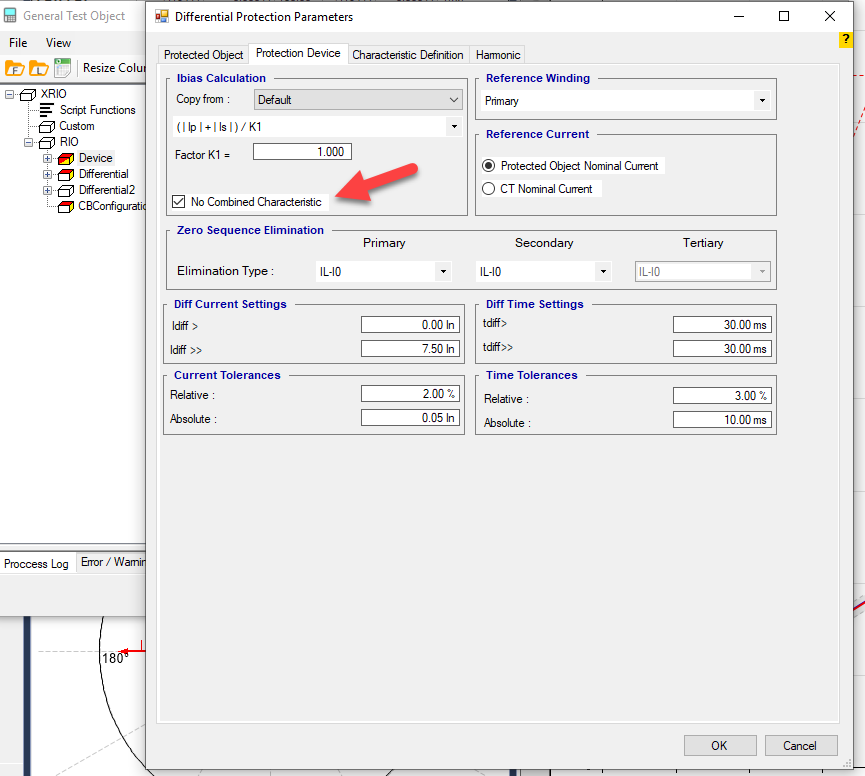 General Test Object
File View
Resize Colum
XRIO
Script Functions
Custom
RIO
Device
Differential
Differential2
CBConfiguratio
Proccess Log
Error / Warnin
180°
Differential Protection Parameters
?
Protected Object
Protection Device
Characteristic Definition
Harmonic
Ibias Calculation
Copy from :
Default
( | Ip | + | Is | ) / K1
Factor K1 =
1.000
No Combined Characteristic
Reference Winding
Primary
Reference Current
Protected Object Nominal Current
CT Nominal Current
Zero Sequence Elimination
Primary Secondary Tertiary
Elimination Type : IL-I0 IL-I0 IL-I0
Diff Current Settings
Idiff > 0.00 In
Idiff >> 7.50 In
Diff Time Settings
tdiff> 30.00 ms
tdiff>> 30.00 ms
Current Tolerances
Relative : 2.00 %
Absolute : 0.05 In
Time Tolerances
Relative : 3.00 %
Absolute : 10.00 ms
OK Cancel